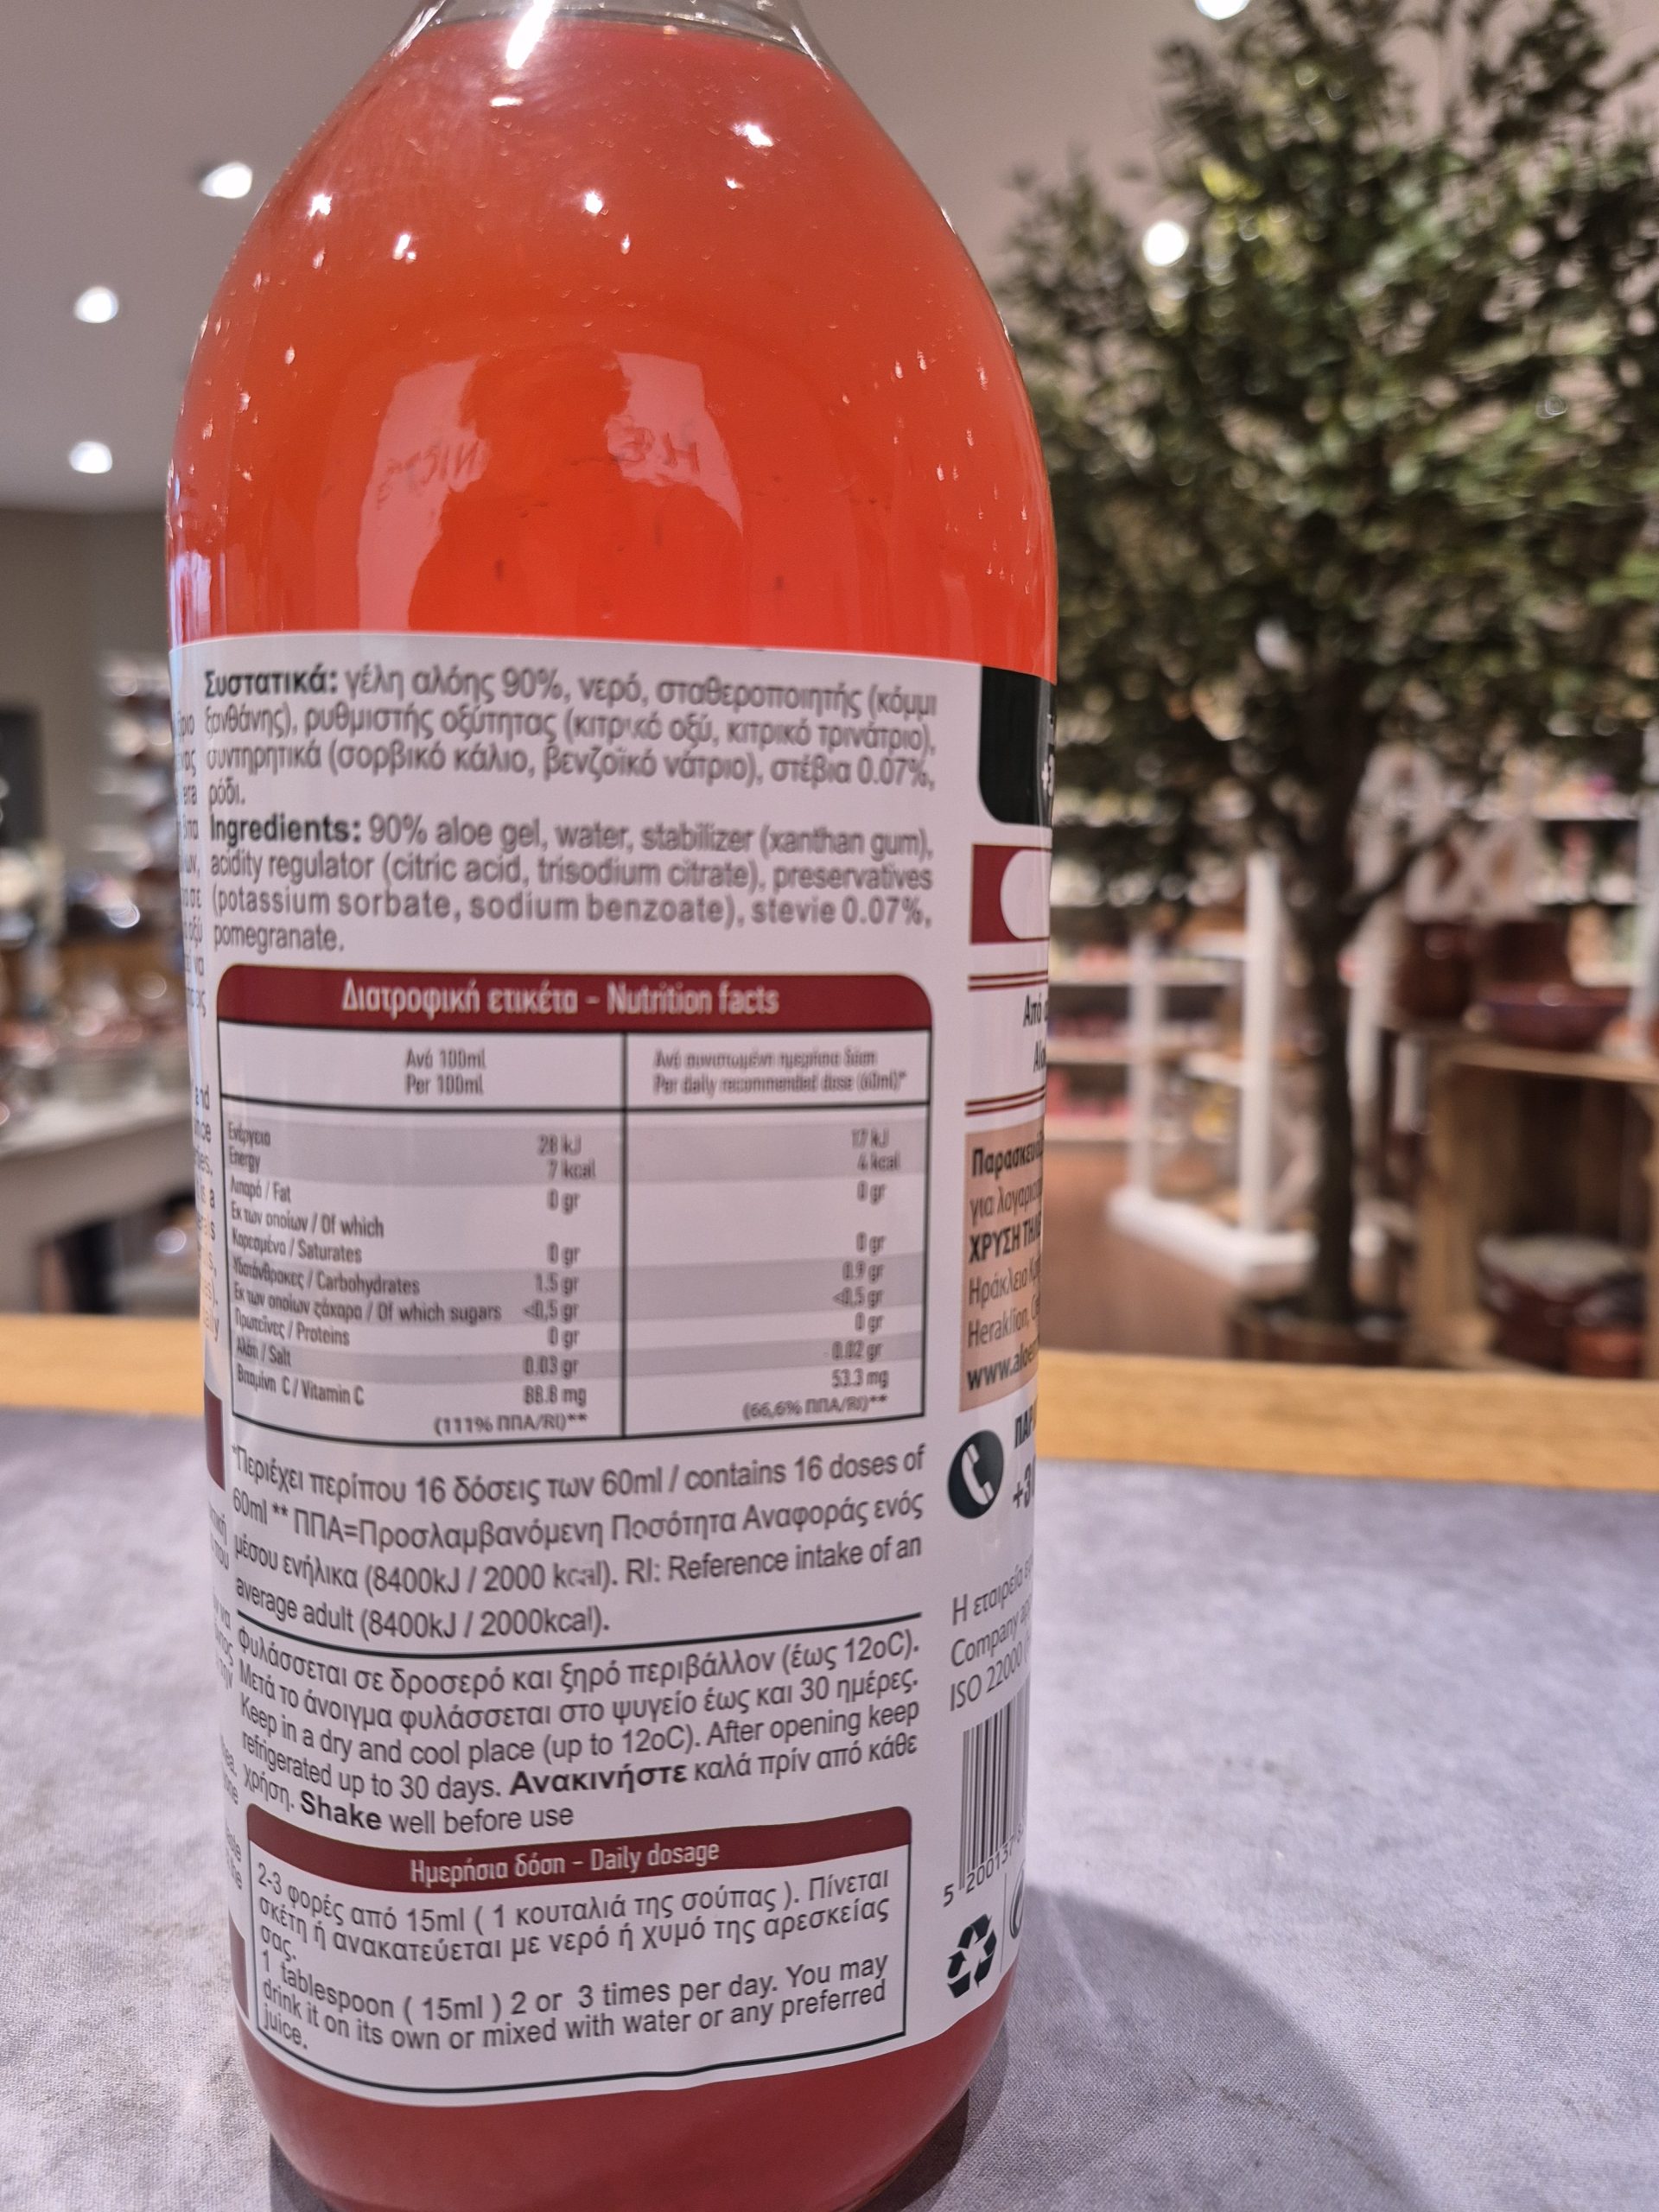 Συστατικά: γέλη αλόης 90%, νερό, σταθεροποιητής (κόμμι
ξανθάνης), ρυθμιστής οξύτητας (κιτρικό οξύ, κιτρικό τρινάτριο),
συντηρητικά (σορβικό κάλιο, βενζοϊκό νάτριο), στέβια 0.07%,
ρόδι.
Ingredients: 90% aloe gel, water, stabilizer (xanthan gum),
acidity regulator (citric acid, trisodium citrate), preservatives
(potassium sorbate, sodium benzoate), stevie 0.07%,
pomegranate.
Διατροφική ετικέτα - Nutrition facts
Ανά 100ml
Per 100ml
Ανά συνιστωμένη ημερήσια δόση
Per daily recommended dose (60ml)*
Ενέργεια 28 kJ 17 kJ
Energy 7 kcal 4 kcal
Λιπαρά / Fat 0 gr 0 gr
Εκ των οποίων / Of which
Κορεσμένα / Saturates 0 gr 0 gr
Υδατάνθρακες / Carbohydrates 1.5 gr 0.9 gr
Εκ των οποίων ζάχαρα / Of which sugars <0,5 gr <0,5 gr
Πρωτεΐνες / Proteins 0 gr 0 gr
Αλάτι / Salt 0.03 gr 0.02 gr
Βιταμίνη C / Vitamin C 88.8 mg 53.3 mg
(111% ΠΠΑ/RI)** (66,6% ΠΠΑ/RI)**
*Περιέχει περίπου 16 δόσεις των 60ml / contains 16 doses of
60ml ** ΠΠΑ=Προσλαμβανόμενη Ποσότητα Αναφοράς ενός
μέσου ενήλικα (8400kJ / 2000 kcal). RI: Reference intake of an
average adult (8400kJ / 2000kcal).
Φυλάσσεται σε δροσερό και ξηρό περιβάλλον (έως 12oC).
Μετά το άνοιγμα φυλάσσεται στο ψυγείο έως και 30 ημέρες.
Keep in a dry and cool place (up to 12oC). After opening keep
refrigerated up to 30 days. Ανακινήστε καλά πρίν από κάθε
χρήση. Shake well before use
Ημερήσια δόση - Daily dosage
2-3 φορές από 15ml ( 1 κουταλιά της σούπας ). Πίνεται
σκέτη ή ανακατεύεται με νερό ή χυμό της αρεσκείας
σας.
1 tablespoon ( 15ml ) 2 or 3 times per day. You may
drink it on its own or mixed with water or any preferred
juice.
Από
για
ΧΡΥΣΗ
Ηράκλειο
Heraklion,
Η εταιρεία
Company
ISO 22000
5 200137